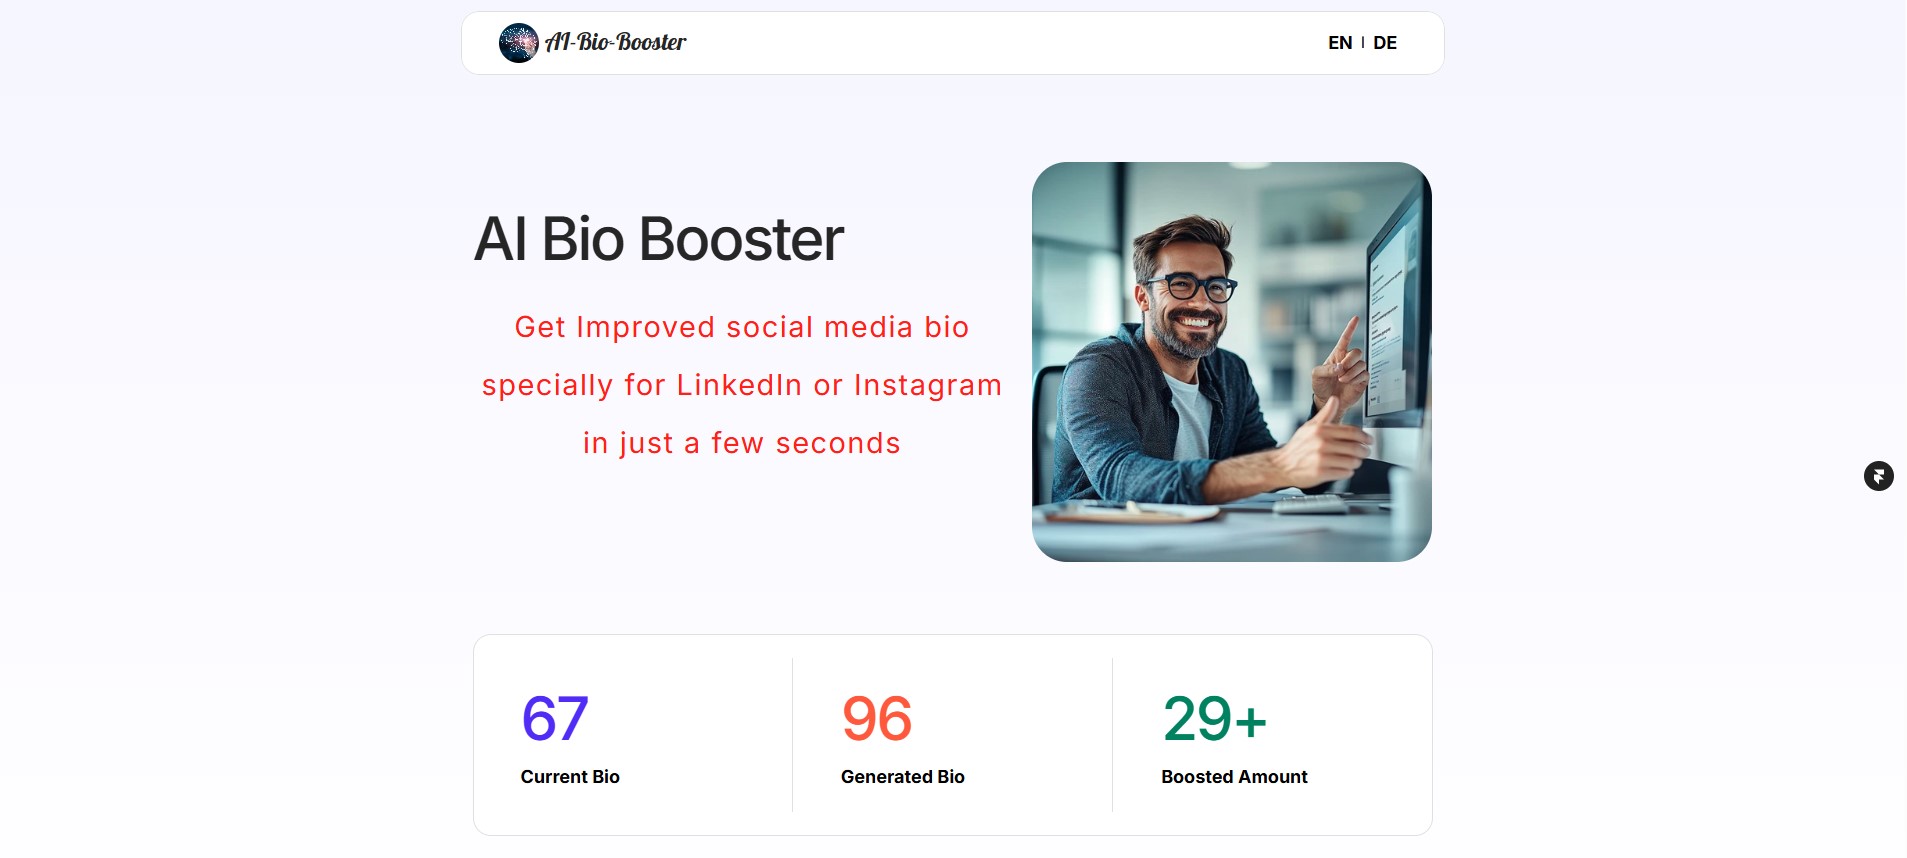 AI-Bio-Booster
EN | DE
AI Bio Booster
Get Improved social media bio
specially for LinkedIn or Instagram
in just a few seconds
67
Current Bio
96
Generated Bio
29+
Boosted Amount